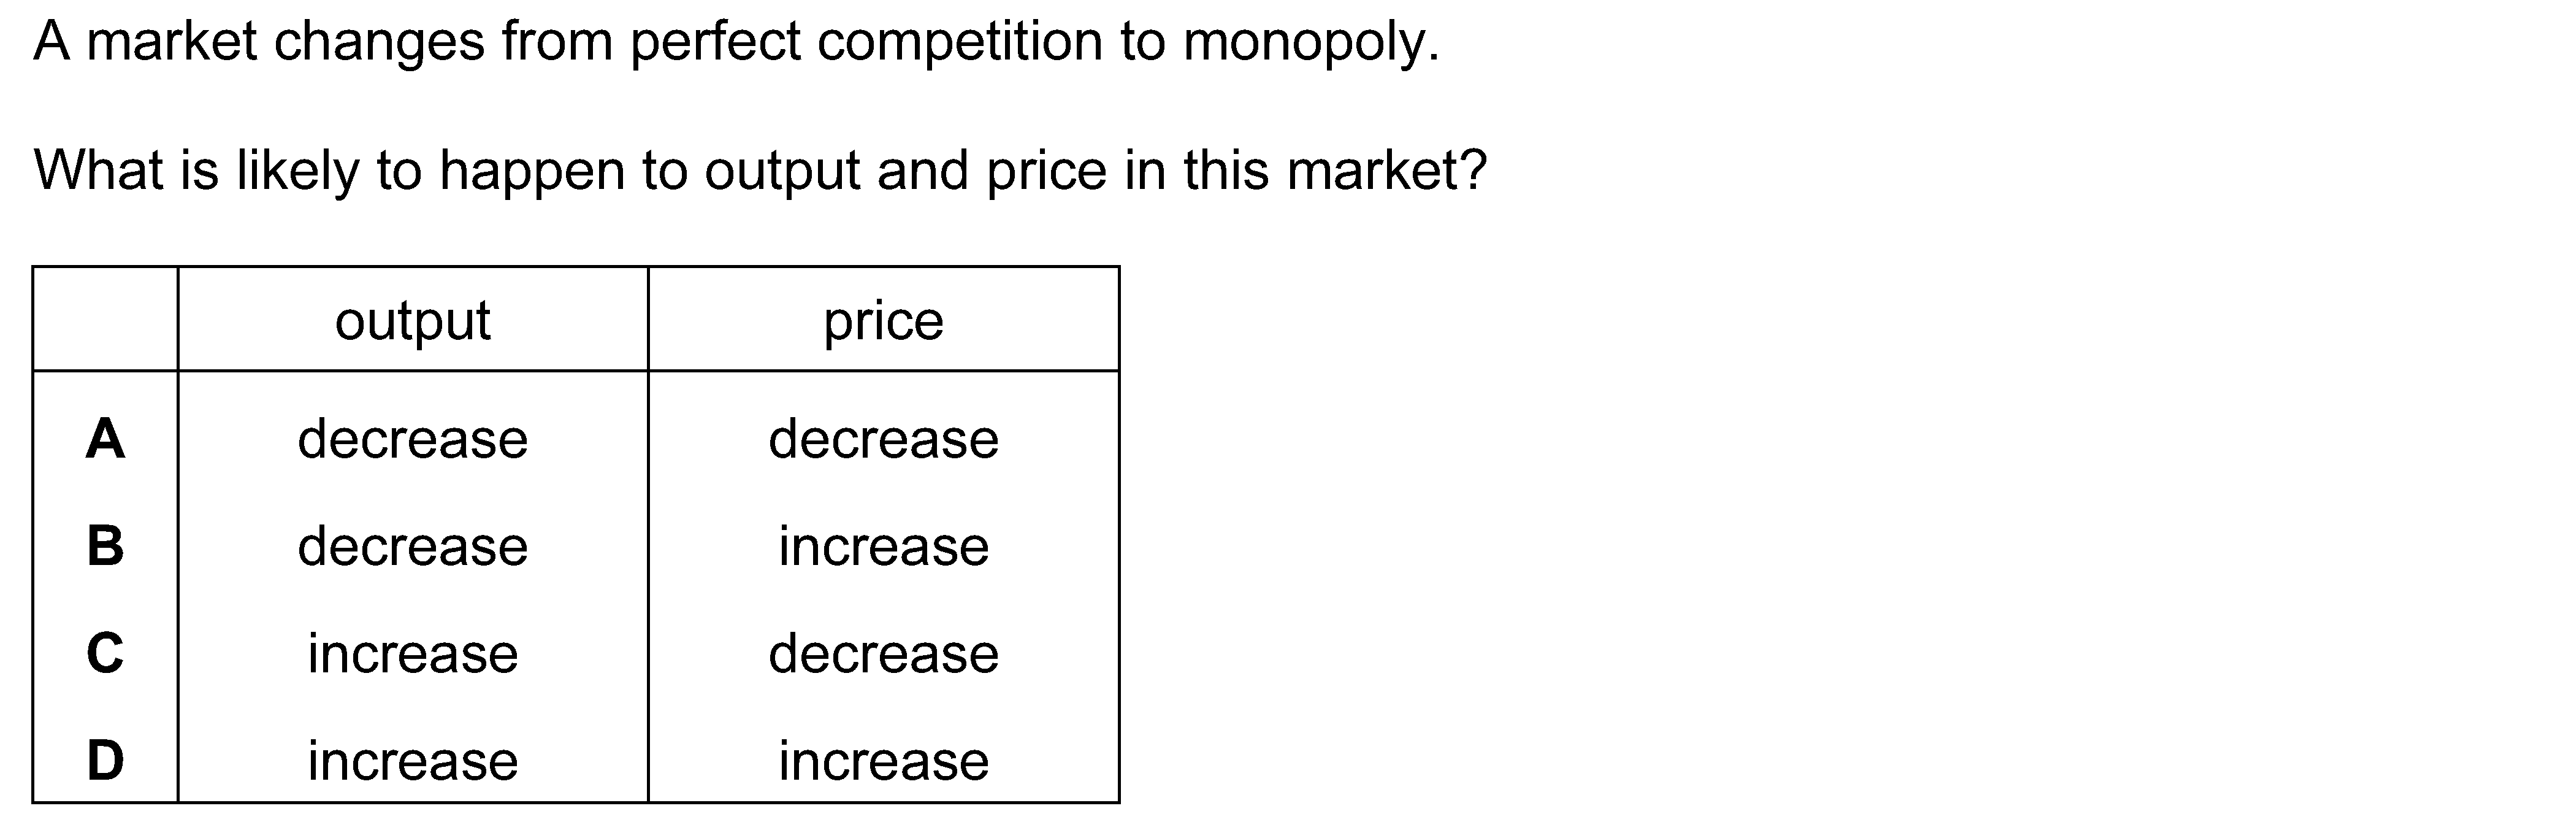 A market changes from perfect competition to monopoly.
What is likely to happen to output and price in this market?
output price
A decrease decrease
B decrease increase
C increase decrease
D increase increase